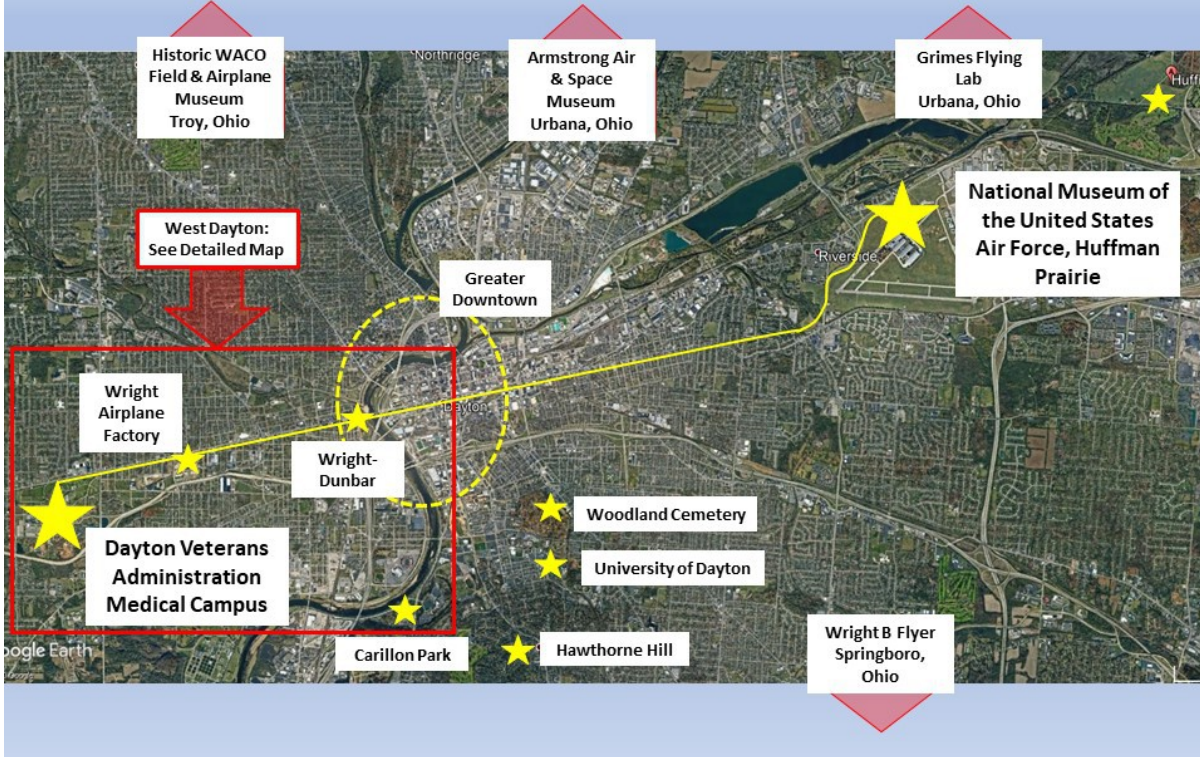 Historic WACO
Field & Airplane
Museum
Troy, Ohio
Northridge
Armstrong Air
& Space
Museum
Urbana, Ohio
Grimes Flying
Lab
Urbana, Ohio
Huff
National Museum of
the United States
Air Force, Huffman
Prairie
West Dayton:
See Detailed Map
Riverside
Greater
Downtown
Wright
Airplane
Factory
Dayton
Wright-
Dunbar
Woodland Cemetery
Dayton Veterans
Administration
Medical Campus
University of Dayton
Carillon Park
Hawthorne Hill
Wright B Flyer
Springboro,
Ohio
oogle Earth